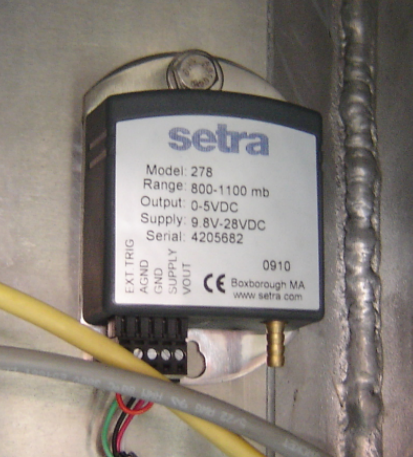 setra
Model: 278
Range: 800-1100 mb
Output: 0-5VDC
Supply: 9.8V-28VDC
Serial: 4205682
EXT TRIG
AGND
GND
SUPPLY
VOUT
0910
CE Boxborough MA
www.setra.com